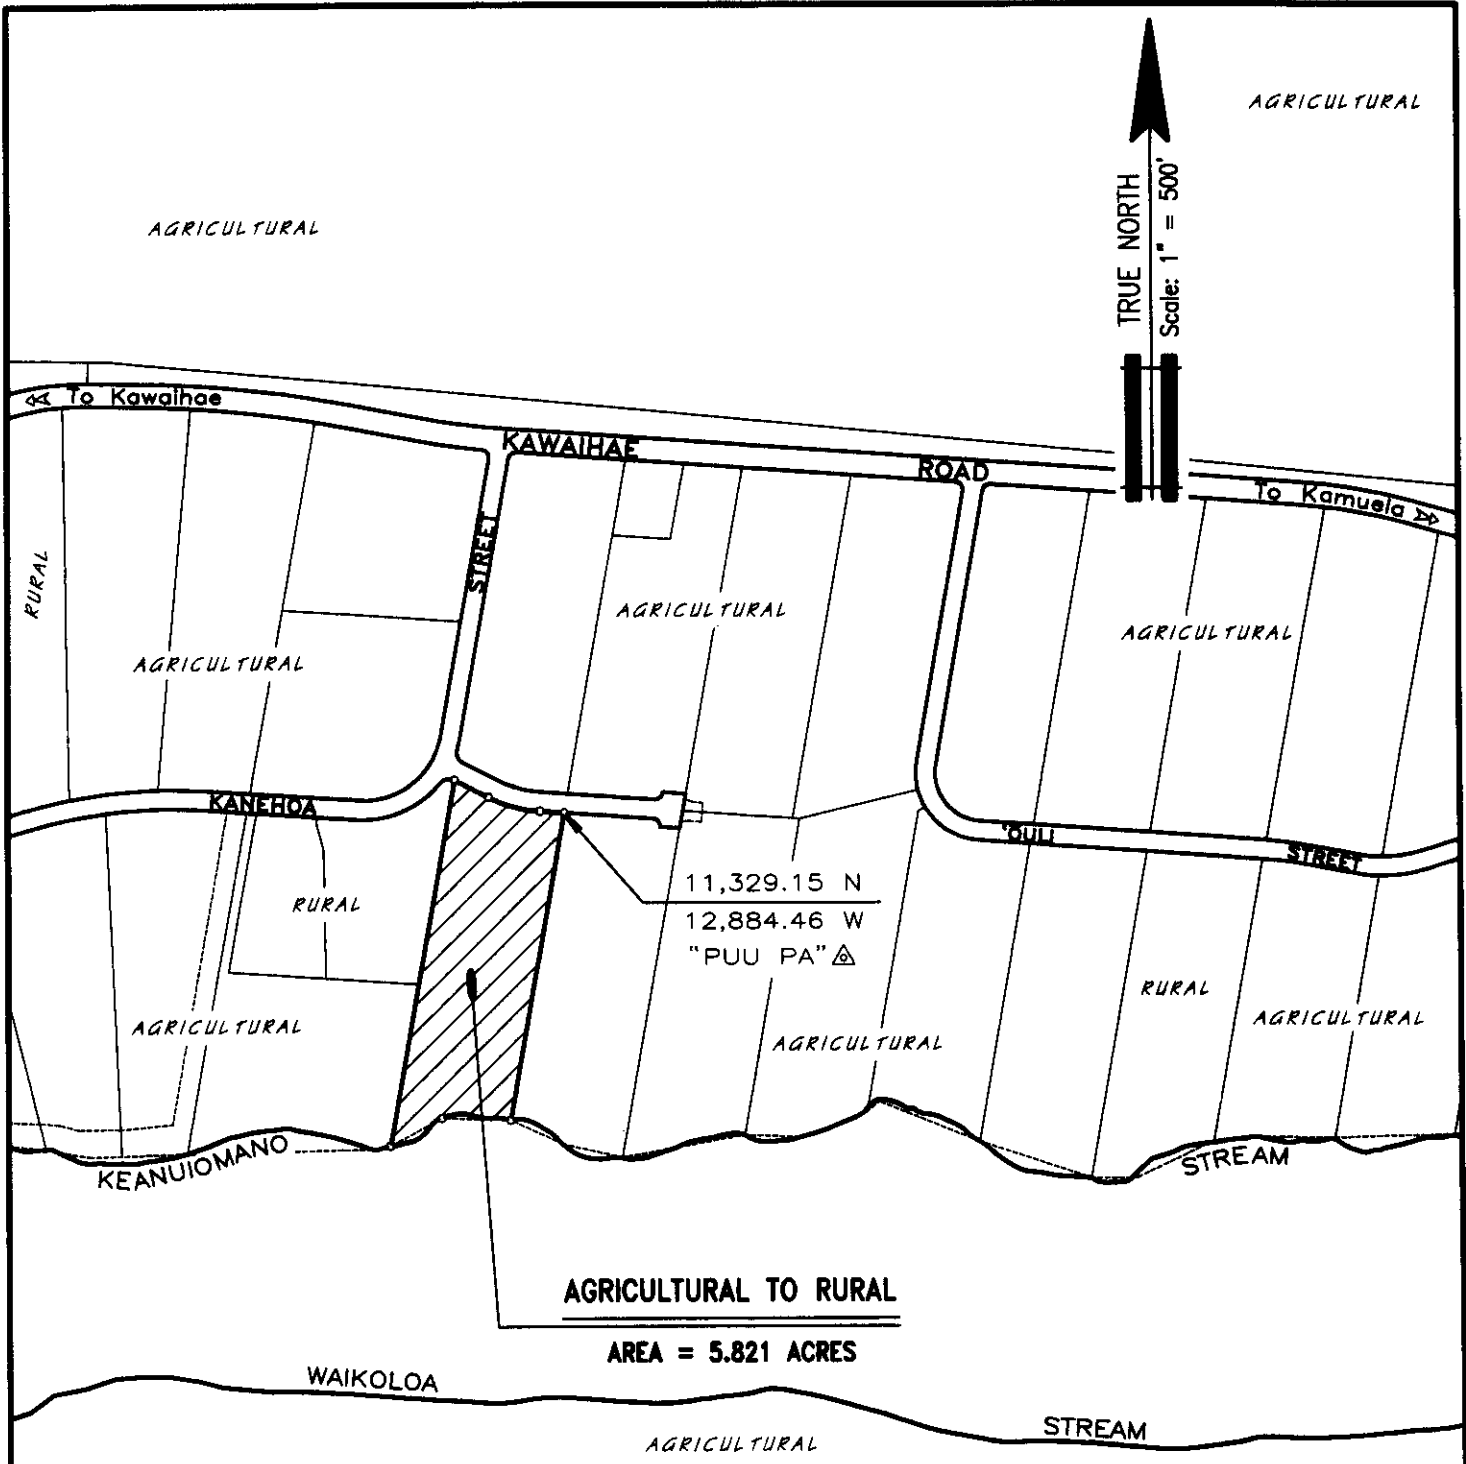 AGRICULTURAL
AGRICULTURAL
TRUE NORTH
Scale: 1" = 500'
To Kawaihae
KAWAIHAE ROAD
To Kamuela
RURAL
STREET
AGRICULTURAL
AGRICULTURAL
AGRICULTURAL
KANEHOA
'OULI STREET
RURAL
11,329.15 N
12,884.46 W
"PUU PA"
RURAL
AGRICULTURAL
AGRICULTURAL
AGRICULTURAL
KEANUIOMANO STREAM
AGRICULTURAL TO RURAL
AREA = 5.821 ACRES
WAIKOLOA STREAM
AGRICULTURAL